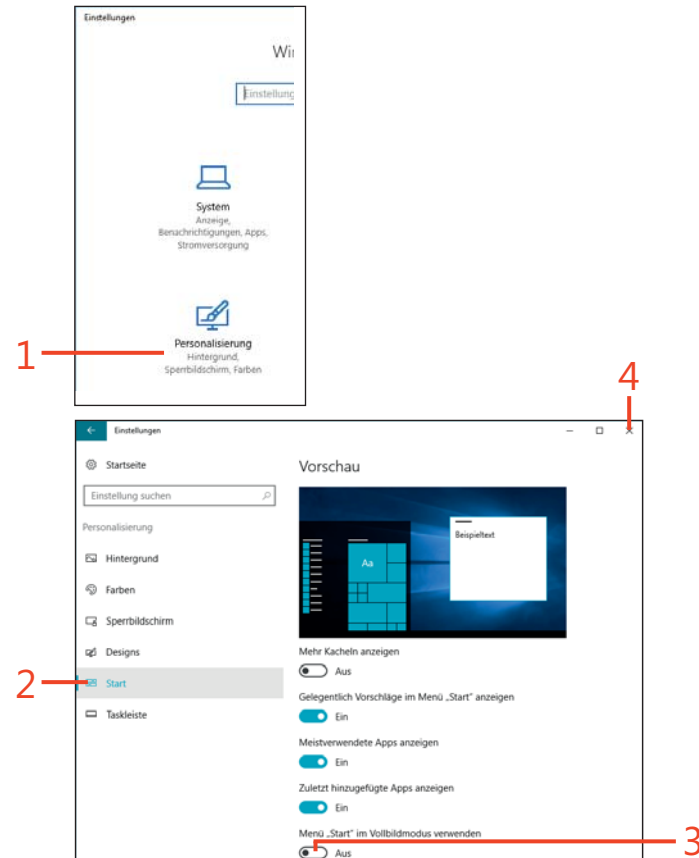 Einstellungen
Wi
Einstellung
System
Anzeige,
Benachrichtigungen, Apps,
Stromversorgung
1
Personalisierung
Hintergrund,
Sperrbildschirm, Farben
4
Einstellungen
Startseite
Einstellung suchen
Personalisierung
Hintergrund
Farben
Sperrbildschirm
Designs
2
Start
Taskleiste
Vorschau
Beispieltext
Aa
Mehr Kacheln anzeigen
Aus
Gelegentlich Vorschläge im Menü „Start" anzeigen
Ein
Meistverwendete Apps anzeigen
Ein
Zuletzt hinzugefügte Apps anzeigen
Ein
Menü „Start" im Vollbildmodus verwenden
Aus
3